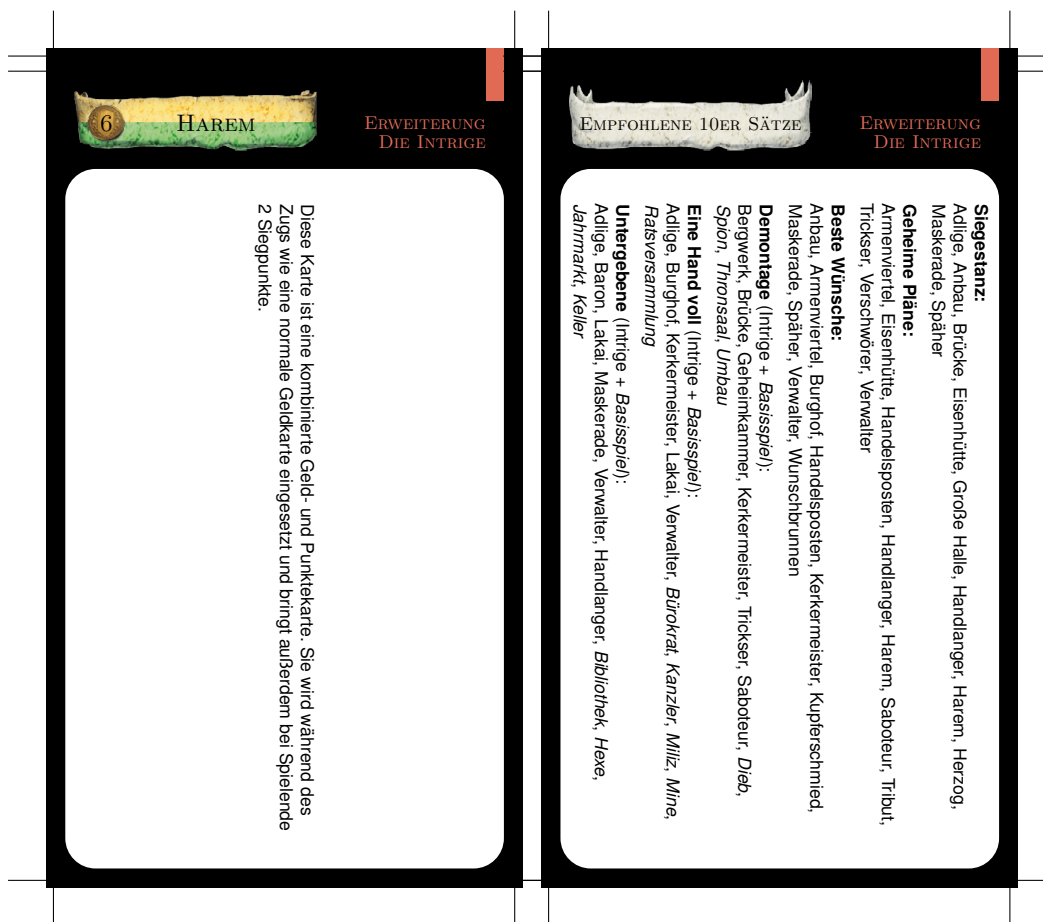 6
HAREM
ERWEITERUNG
DIE INTRIGE
Diese Karte ist eine kombinierte Geld- und Punktekarte. Sie wird während des
Zugs wie eine normale Geldkarte eingesetzt und bringt außerdem bei Spielende
2 Siegpunkte.
EMPFOHLENE 10ER SÄTZE
ERWEITERUNG
DIE INTRIGE
Siegestanz:
Adlige, Anbau, Brücke, Eisenhütte, Große Halle, Handlanger, Harem, Herzog,
Maskerade, Späher
Geheime Pläne:
Armenviertel, Eisenhütte, Handelsposten, Handlanger, Harem, Saboteur, Tribut,
Trickser, Verschwörer, Verwalter
Beste Wünsche:
Anbau, Armenviertel, Burghof, Handelsposten, Kerkermeister, Kupferschmied,
Maskerade, Späher, Verwalter, Wunschbrunnen
Demontage (Intrige + Basisspiel):
Bergwerk, Brücke, Geheimkammer, Kerkermeister, Trickser, Saboteur, Dieb,
Spion, Thronsaal, Umbau
Eine Hand voll (Intrige + Basisspiel):
Adlige, Burghof, Kerkermeister, Lakai, Verwalter, Bürokrat, Kanzler, Miliz, Mine,
Ratsversammlung
Untergebene (Intrige + Basisspiel):
Adlige, Baron, Lakai, Maskerade, Verwalter, Handlanger, Bibliothek, Hexe,
Jahrmarkt, Keller